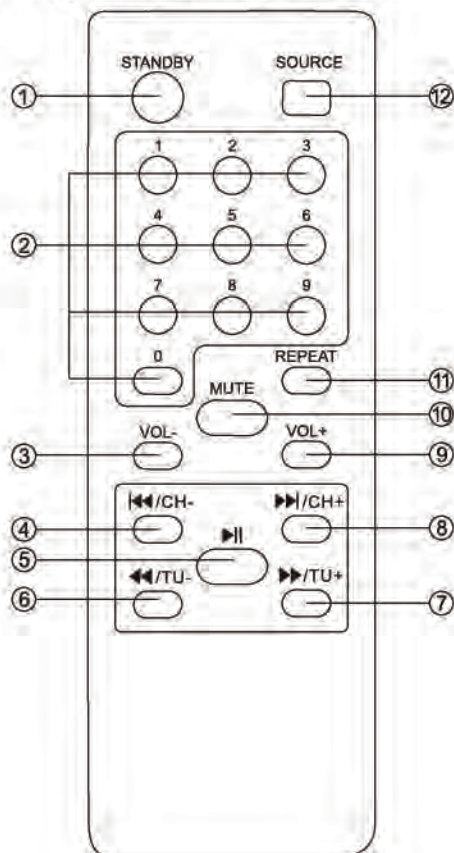 STANDBY SOURCE
① ⑫
1 2 3
4 5 6
②
7 8 9
0 REPEAT
⑪
MUTE
⑩
VOL- VOL+
③ ⑨
|◀◀/CH- ▶▶|/CH+
④ ⑧
▶||
⑤
◀◀/TU- ▶▶/TU+
⑥ ⑦